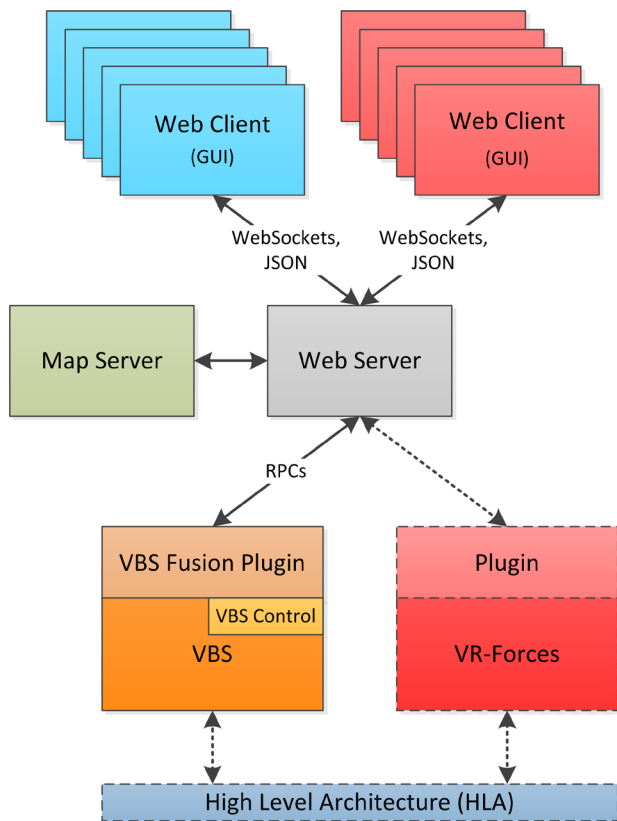 Web Client
(GUI)
Web Client
(GUI)
WebSockets,
JSON
WebSockets,
JSON
Map Server
Web Server
RPCs
VBS Fusion Plugin
VBS Control
VBS
Plugin
VR-Forces
High Level Architecture (HLA)